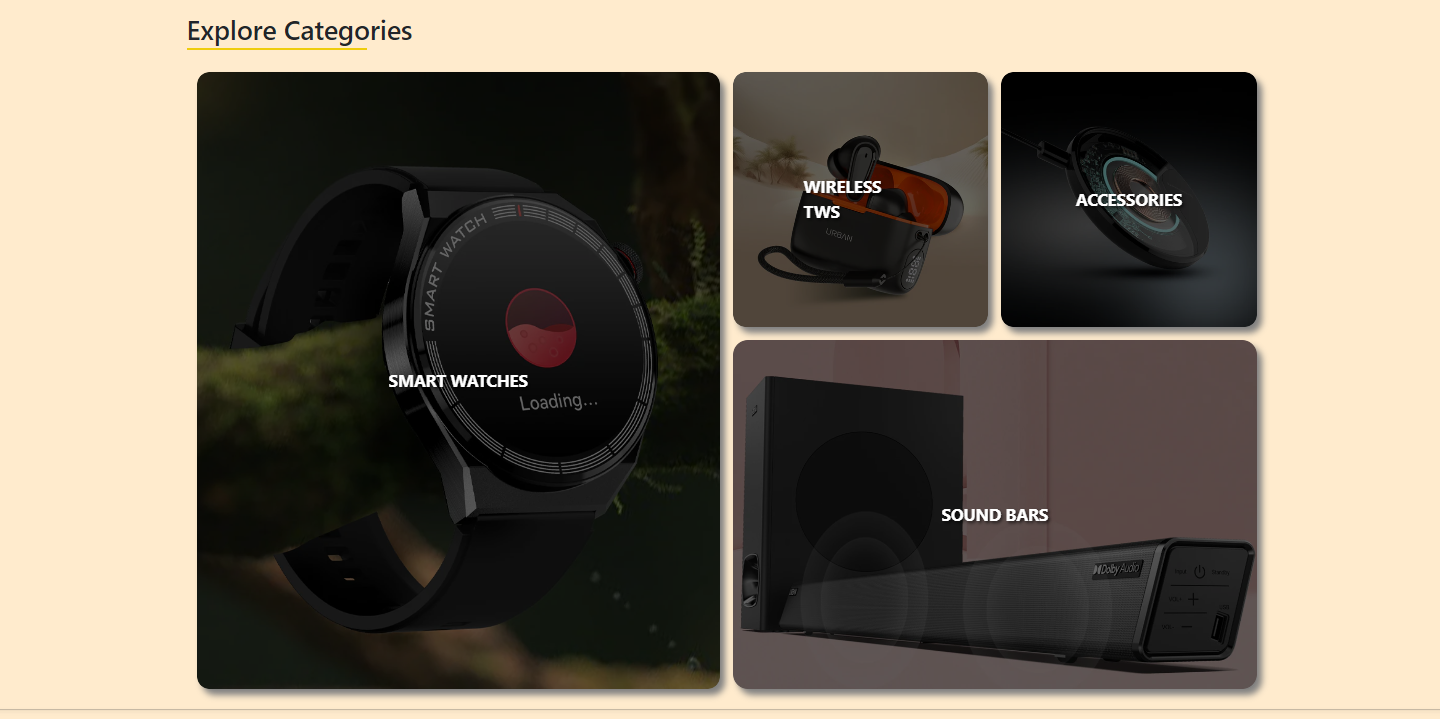 Explore Categories
SMART WATCH
SMART WATCHES
Loading...
WIRELESS
TWS
URBAN
ACCESSORIES
SOUND BARS
Dolby Audio